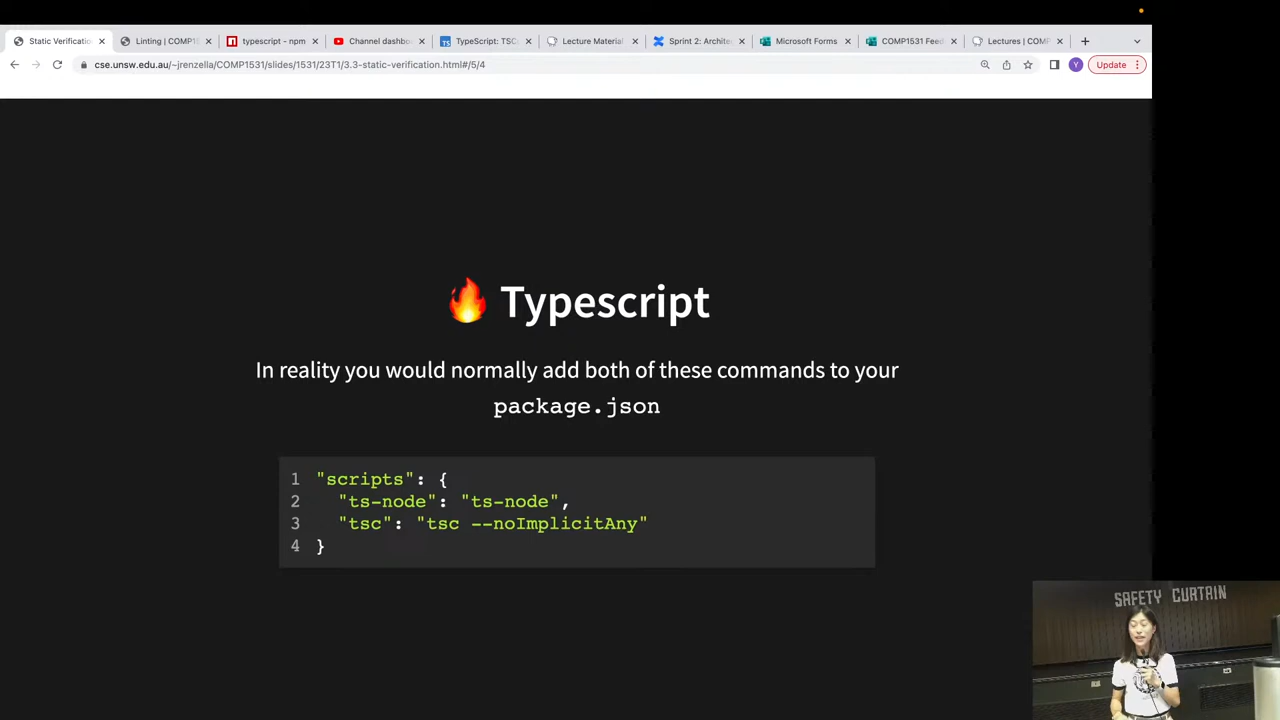 Static Verificatio
Linting | COMP1
typescript - npm
Channel dashbo
TS
TypeScript: TSC
Lecture Material
Sprint 2: Archite
Microsoft Forms
COMP1531 Feed
Lectures | COMP
cse.unsw.edu.au/~jrenzella/COMP1531/slides/1531/23T1/3.3-static-verification.html#/5/4
Y
Update
Typescript
In reality you would normally add both of these commands to your
package.json
1 "scripts": {
2 "ts-node": "ts-node",
3 "tsc": "tsc --noImplicitAny"
4 }
SAFETY CURTAIN